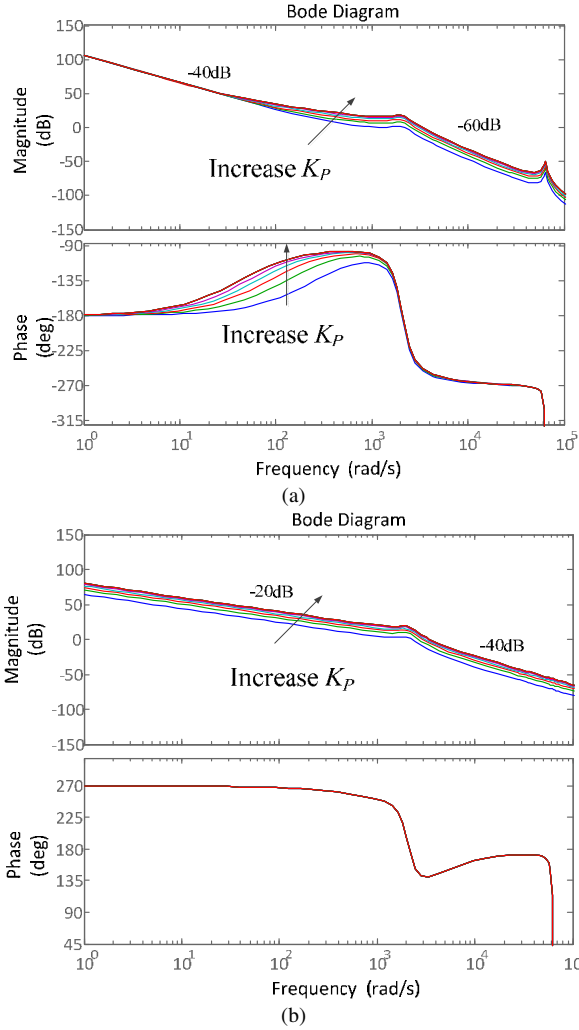 Bode Diagram
150
100
50
0
-50
-100
-150
Magnitude
(dB)
-40dB
-60dB
Increase K_P
-90
-135
-180
-225
-270
-315
Phase
(deg)
Increase K_P
10^0
10^1
10^2
10^3
10^4
10^5
Frequency (rad/s)
(a)
Bode Diagram
150
100
50
0
-50
-100
-150
Magnitude
(dB)
-20dB
-40dB
Increase K_P
270
225
180
135
90
45
Phase
(deg)
10^0
10^1
10^2
10^3
10^4
10
Frequency (rad/s)
(b)